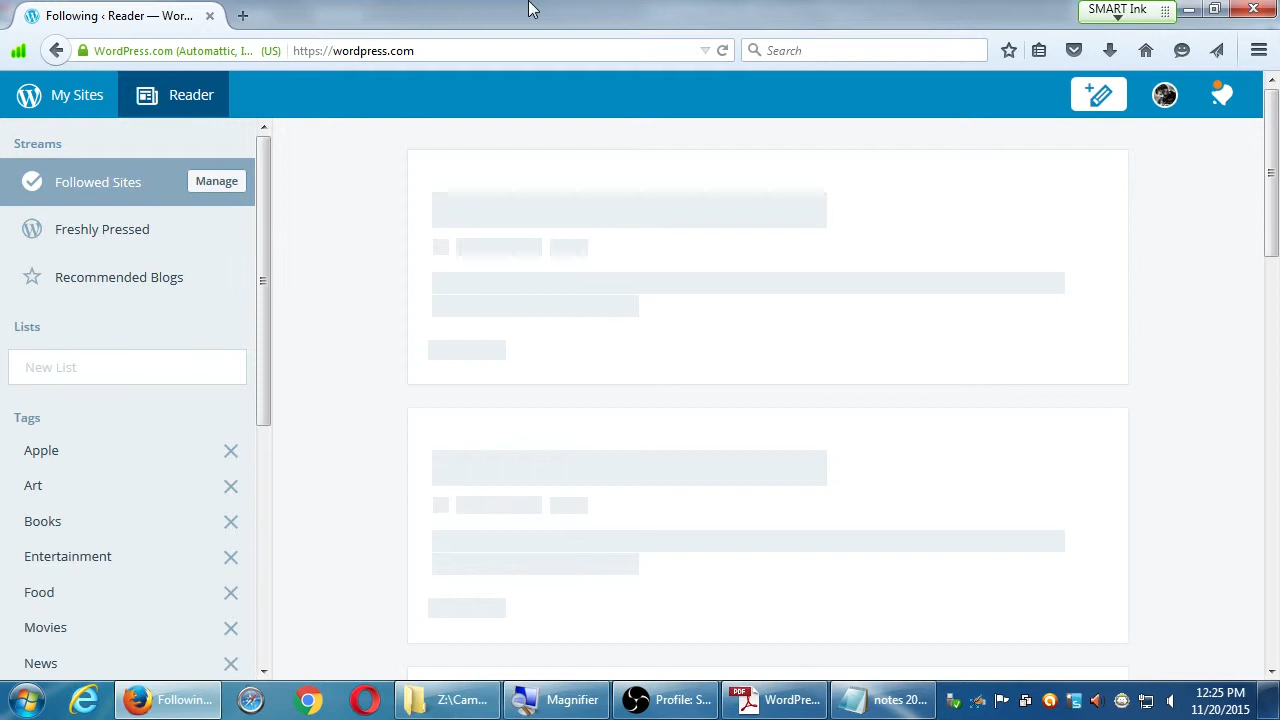 Following ‹ Reader — Wor...
SMART Ink
WordPress.com (Automattic, I... (US)
https://wordpress.com
Search
My Sites
Reader
Streams
Followed Sites
Manage
Freshly Pressed
Recommended Blogs
Lists
New List
Tags
Apple
Art
Books
Entertainment
Food
Movies
News
Followin...
Z:\Cam...
Magnifier
Profile: S...
PDF
WordPre...
notes 20...
12:25 PM
11/20/2015